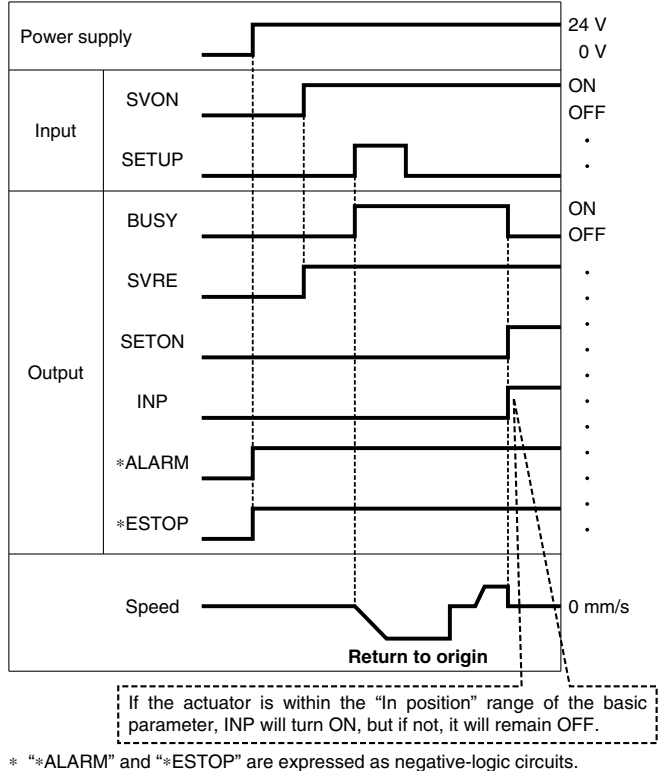 Power supply
24 V
0 V
Input
SVON
ON
OFF
SETUP
Output
BUSY
ON
OFF
SVRE
SETON
INP
∗ALARM
∗ESTOP
Speed
0 mm/s
Return to origin
If the actuator is within the “In position” range of the basic
parameter, INP will turn ON, but if not, it will remain OFF.
∗ “∗ALARM” and “∗ESTOP” are expressed as negative-logic circuits.